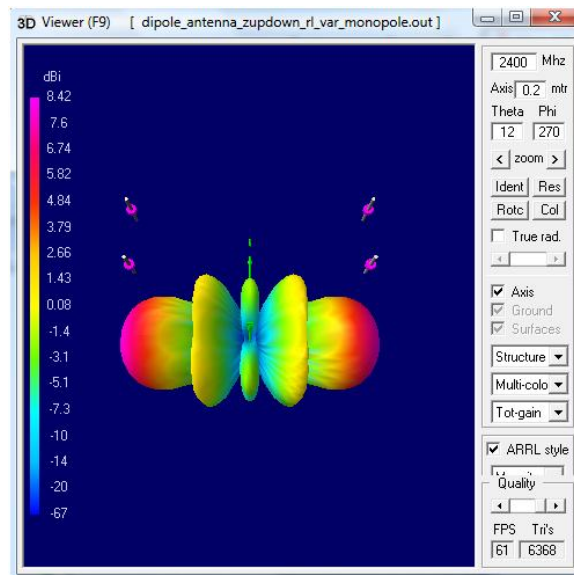 3D Viewer (F9) [ dipole_antenna_zupdown_rl_var_monopole.out ]
dBi
8.42
7.6
6.74
5.82
4.84
3.79
2.66
1.43
0.08
-1.4
-3.1
-5.1
-7.3
-10
-14
-20
-67
2400 Mhz
Axis 0.2 mtr
Theta Phi
12 270
< zoom >
Ident Res
Rotc Col
True rad.
Axis
Ground
Surfaces
Structure
Multi-colo
Tot-gain
ARRL style
Quality
FPS Tri's
61 6368